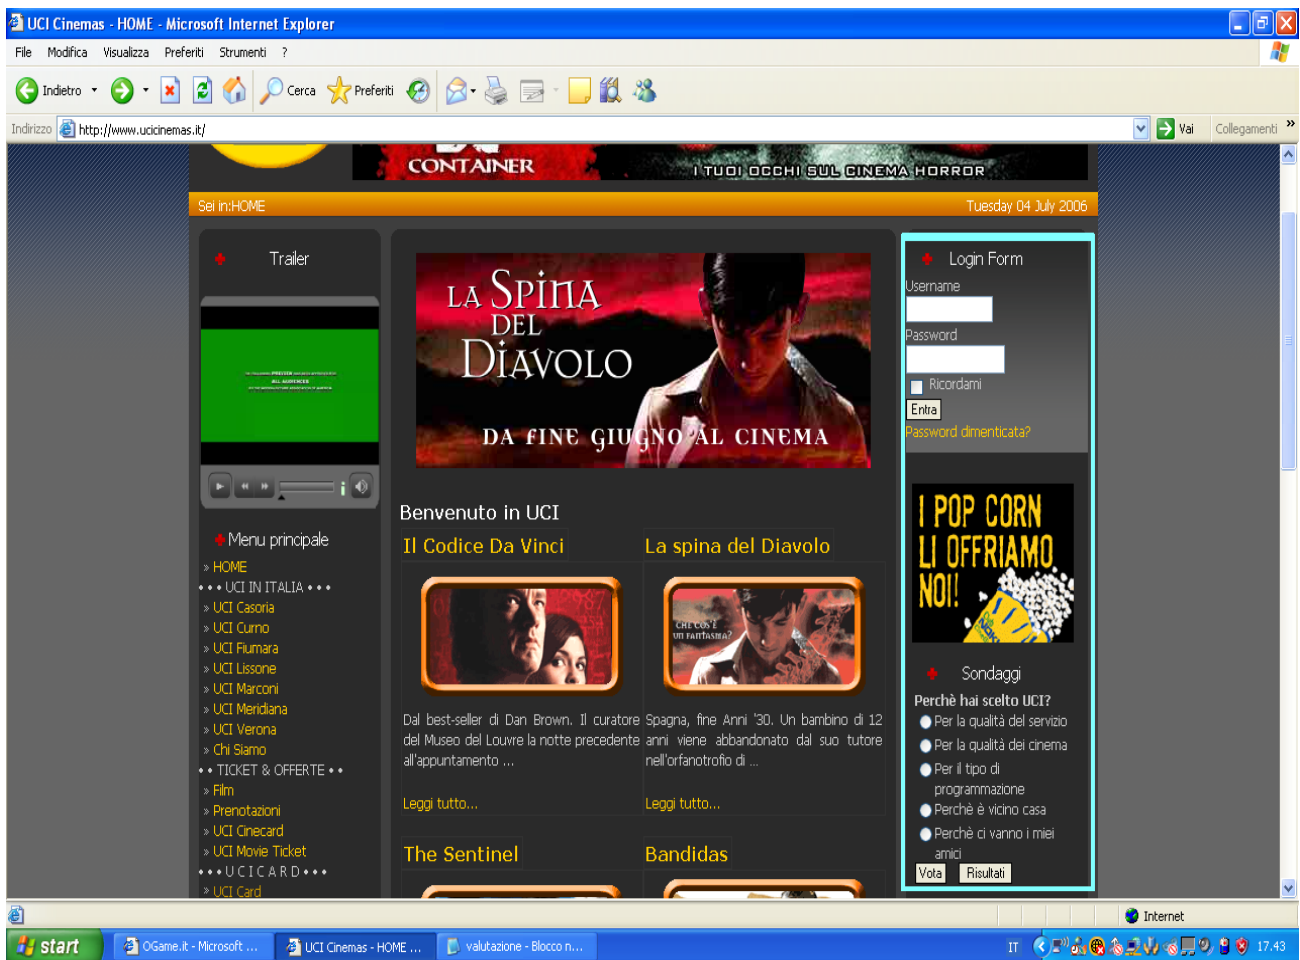 UCI Cinemas - HOME - Microsoft Internet Explorer
File Modifica Visualizza Preferiti Strumenti ?
Indietro Cerca Preferiti
Indirizzo http://www.ucicinemas.it/ Vai Collegamenti »
CONTAINER
I TUOI OCCHI SUL CINEMA HORROR
Sei in:HOME
Tuesday 04 July 2006
Trailer
ALL AUDIENCES
Menu principale
» HOME
• • • UCI IN ITALIA • • •
» UCI Casoria
» UCI Curno
» UCI Fiumara
» UCI Lissone
» UCI Marconi
» UCI Meridiana
» UCI Verona
» Chi Siamo
• • TICKET & OFFERTE • •
» Film
» Prenotazioni
» UCI Cinecard
» UCI Movie Ticket
• • • U C I C A R D • • •
» UCI Card
LA SPINA
DEL
DIAVOLO
DA FINE GIUGNO AL CINEMA
Benvenuto in UCI
Il Codice Da Vinci
Dal best-seller di Dan Brown. Il curatore
del Museo del Louvre la notte precedente
all'appuntamento ...
Leggi tutto...
La spina del Diavolo
CHE COS'È
UN FANTASMA?
Spagna, fine Anni '30. Un bambino di 12
anni viene abbandonato dal suo tutore
nell'orfanotrofio di ...
Leggi tutto...
The Sentinel
Bandidas
Login Form
Username
Password
Ricordami
Entra
Password dimenticata?
I POP CORN
LI OFFRIAMO
NOI!
Sondaggi
Perchè hai scelto UCI?
Per la qualità del servizio
Per la qualità dei cinema
Per il tipo di
programmazione
Perchè è vicino casa
Perchè ci vanno i miei
amici
Vota Risultati
Internet
start
OGame.it - Microsoft ...
UCI Cinemas - HOME ...
valutazione - Blocco n...
IT
17.43